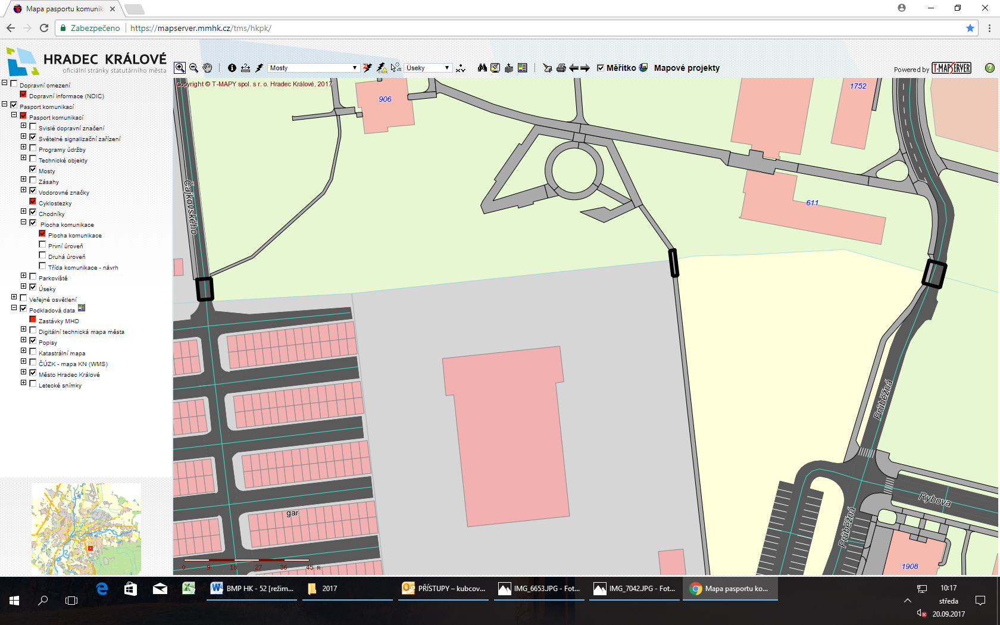 Mapa pasportu komunik
Zabezpečeno
https://mapserver.mmhk.cz/tms/hkpk/
HRADEC KRÁLOVÉ
oficiální stránky statutárního města
Mosty
Úseky
Měřítko
Mapové projekty
Powered by T-MAPSERVER
Dopravní omezení
Dopravní informace (NDIC)
Pasport komunikací
Pasport komunikací
Svislé dopravní značení
Světelné signalizační zařízení
Programy údržby
Technické objekty
Mosty
Zásahy
Vodorovné značky
Cyklostezky
Chodníky
Plocha komunikace
Plocha komunikace
První úroveň
Druhá úroveň
Třída komunikace - návrh
Parkoviště
Úseky
Veřejné osvětlení
Podkladová data
Zastávky MHD
Digitální technická mapa města
Popisy
Katastrální mapa
ČÚZK - mapa KN (WMS)
Město Hradec Králové
Letecké snímky
Copyright © T-MAPY spol. s r. o. Hradec Králové, 2017
906
1752
611
Čajkovského
Průběžná
Rybova
Průběžná
gar.
1908
0 9 18 27 36 45 m
BMP HK - 52 [režim...
2017
PŘÍSTUPY – kubcov...
IMG_6653.JPG - Fot...
IMG_7042.JPG - Fot...
Mapa pasportu ko...
10:17
středa
20.09.2017